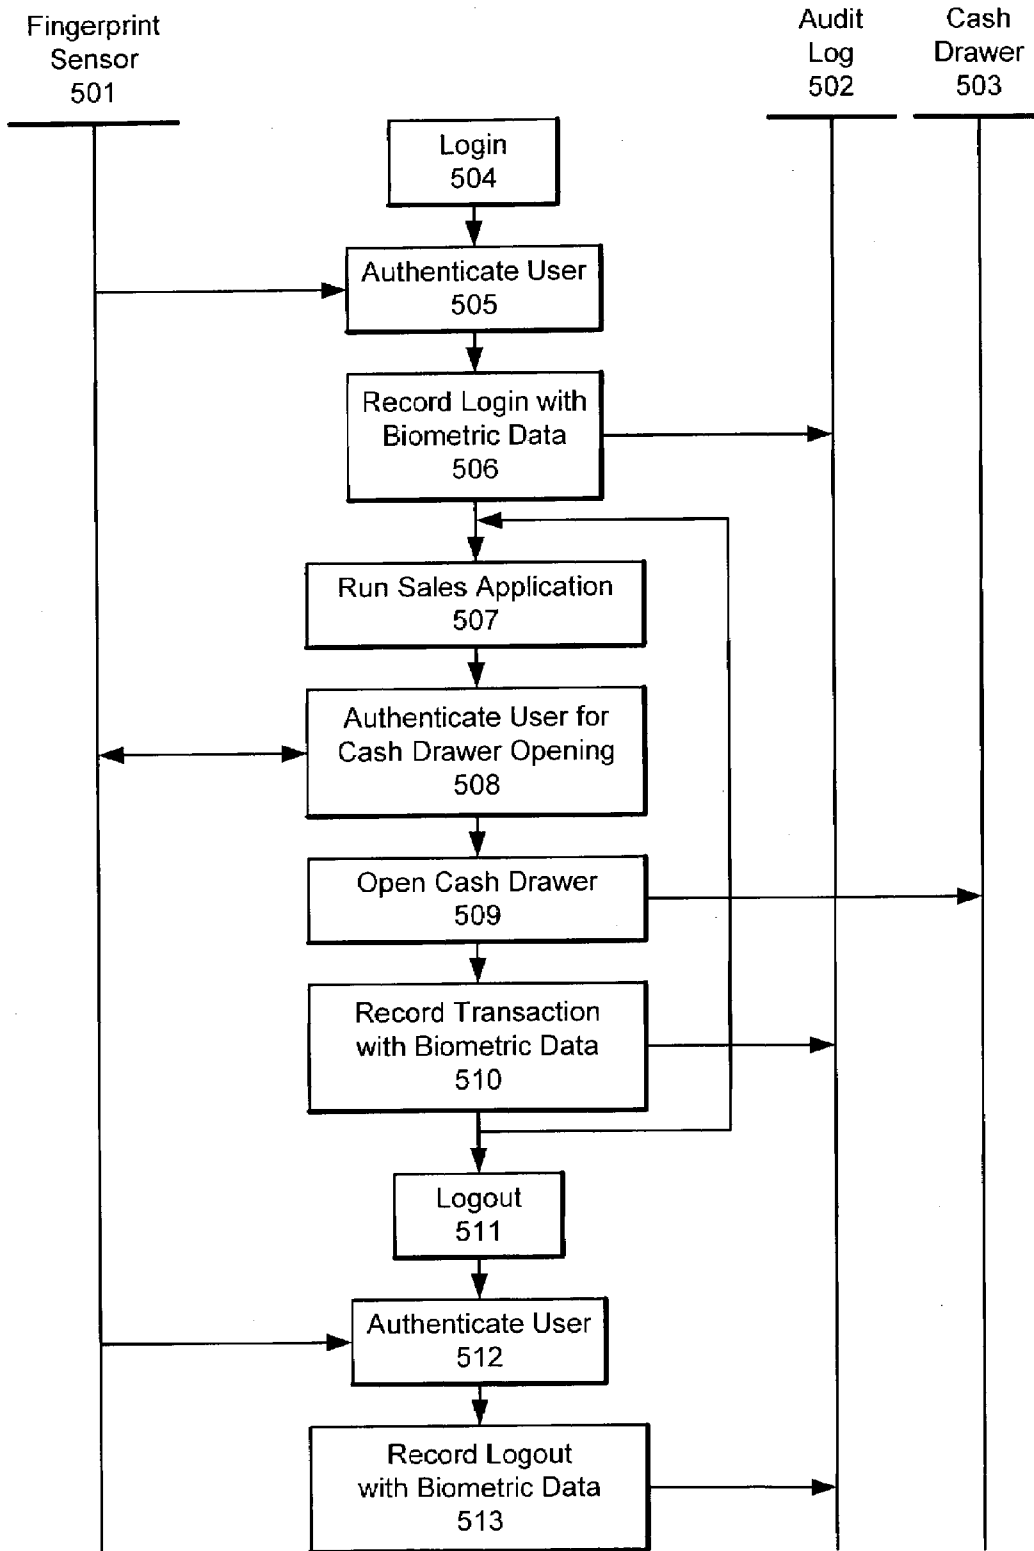 Fingerprint
Sensor
501
Audit
Log
502
Cash
Drawer
503
Login
504
Authenticate User
505
Record Login with
Biometric Data
506
Run Sales Application
507
Authenticate User for
Cash Drawer Opening
508
Open Cash Drawer
509
Record Transaction
with Biometric Data
510
Logout
511
Authenticate User
512
Record Logout
with Biometric Data
513